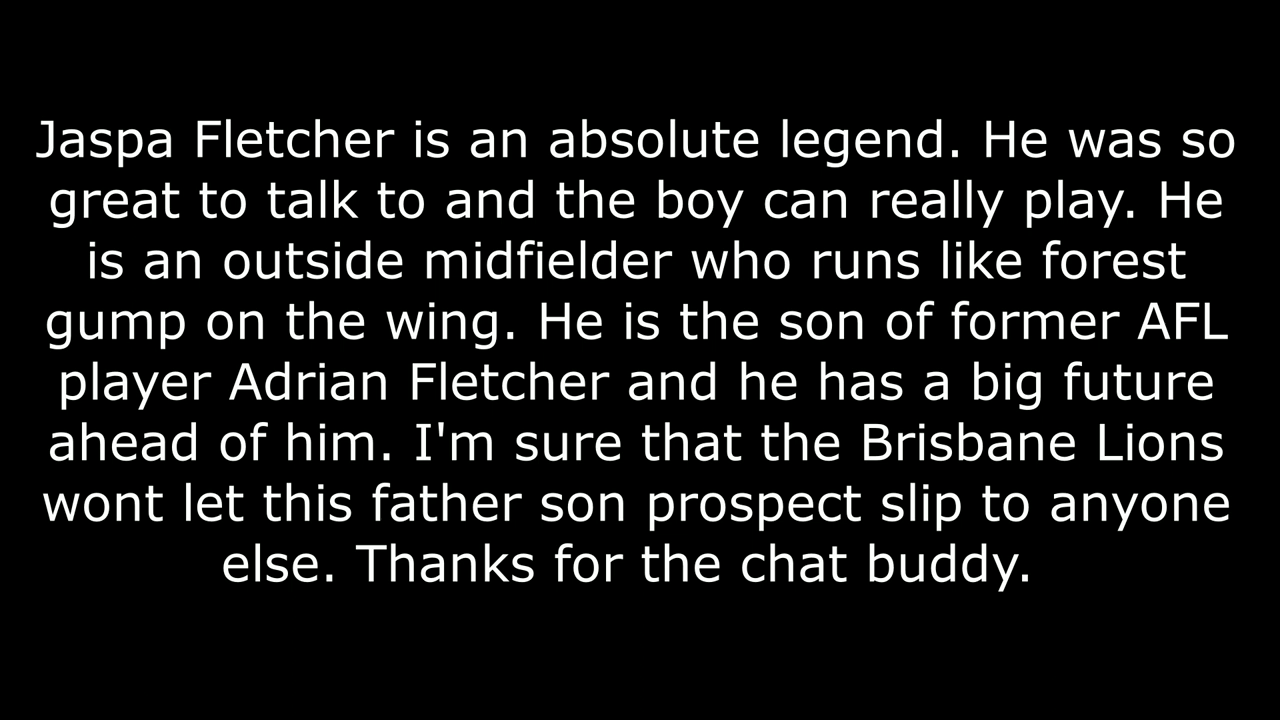 Jaspa Fletcher is an absolute legend. He was so
great to talk to and the boy can really play. He
is an outside midfielder who runs like forest
gump on the wing. He is the son of former AFL
player Adrian Fletcher and he has a big future
ahead of him. I'm sure that the Brisbane Lions
wont let this father son prospect slip to anyone
else. Thanks for the chat buddy.